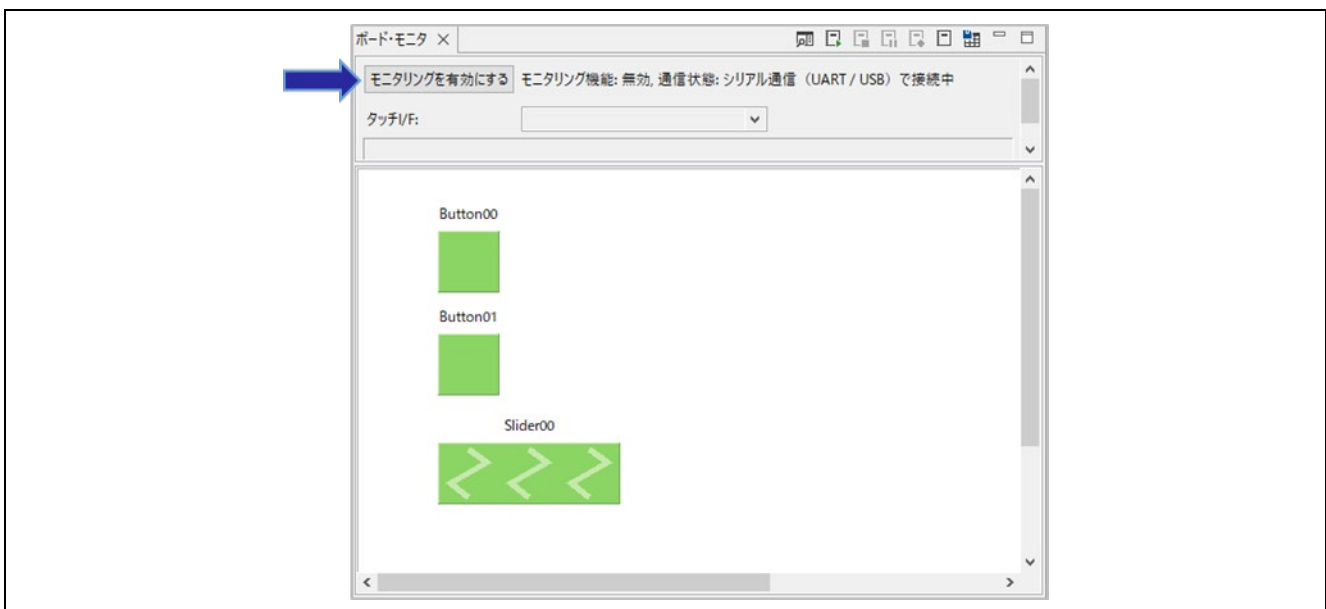 ボード・モニタ
モニタリングを有効にする モニタリング機能: 無効, 通信状態: シリアル通信（UART / USB）で接続中
タッチI/F:
Button00
Button01
Slider00